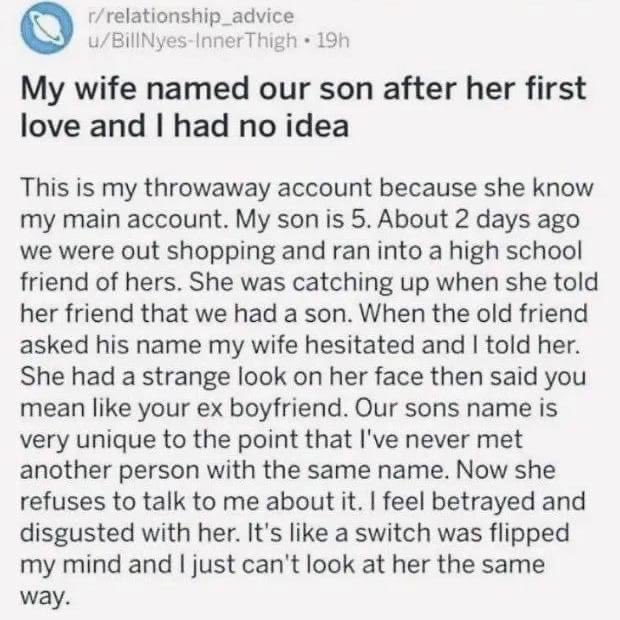 r/relationship_advice
u/BillNyes-InnerThigh • 19h
My wife named our son after her first
love and I had no idea
This is my throwaway account because she know
my main account. My son is 5. About 2 days ago
we were out shopping and ran into a high school
friend of hers. She was catching up when she told
her friend that we had a son. When the old friend
asked his name my wife hesitated and I told her.
She had a strange look on her face then said you
mean like your ex boyfriend. Our sons name is
very unique to the point that I've never met
another person with the same name. Now she
refuses to talk to me about it. I feel betrayed and
disgusted with her. It's like a switch was flipped
my mind and I just can't look at her the same
way.